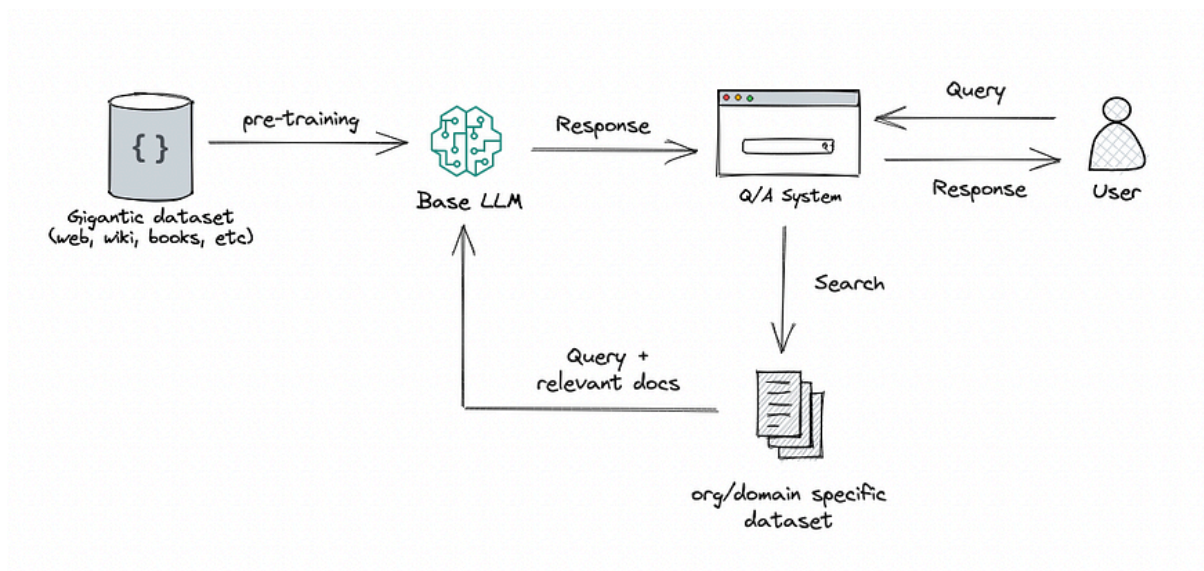 pre-training
Response
Query
Response
{ }
Gigantic dataset
(web, wiki, books, etc)
Base LLM
Q/A System
User
Search
Query +
relevant docs
org/domain specific
dataset